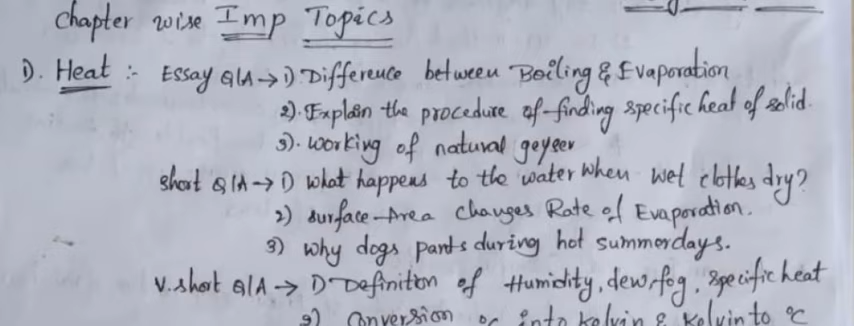 Chapter wise Imp Topics
1). Heat :- Essay Q/A → 1) Difference between Boiling & Evaporation
2). Explain the procedure of finding specific heat of solid.
3). working of natural geyser
short Q/A → 1) what happens to the water when wet clothes dry?
2) surface-Area changes Rate of Evaporation.
3) why dogs pants during hot summerdays.
v.short Q/A → 1) Definition of Humidity, dew, fog, specific heat
2) Conversion oc into kelvin & kelvin to °c